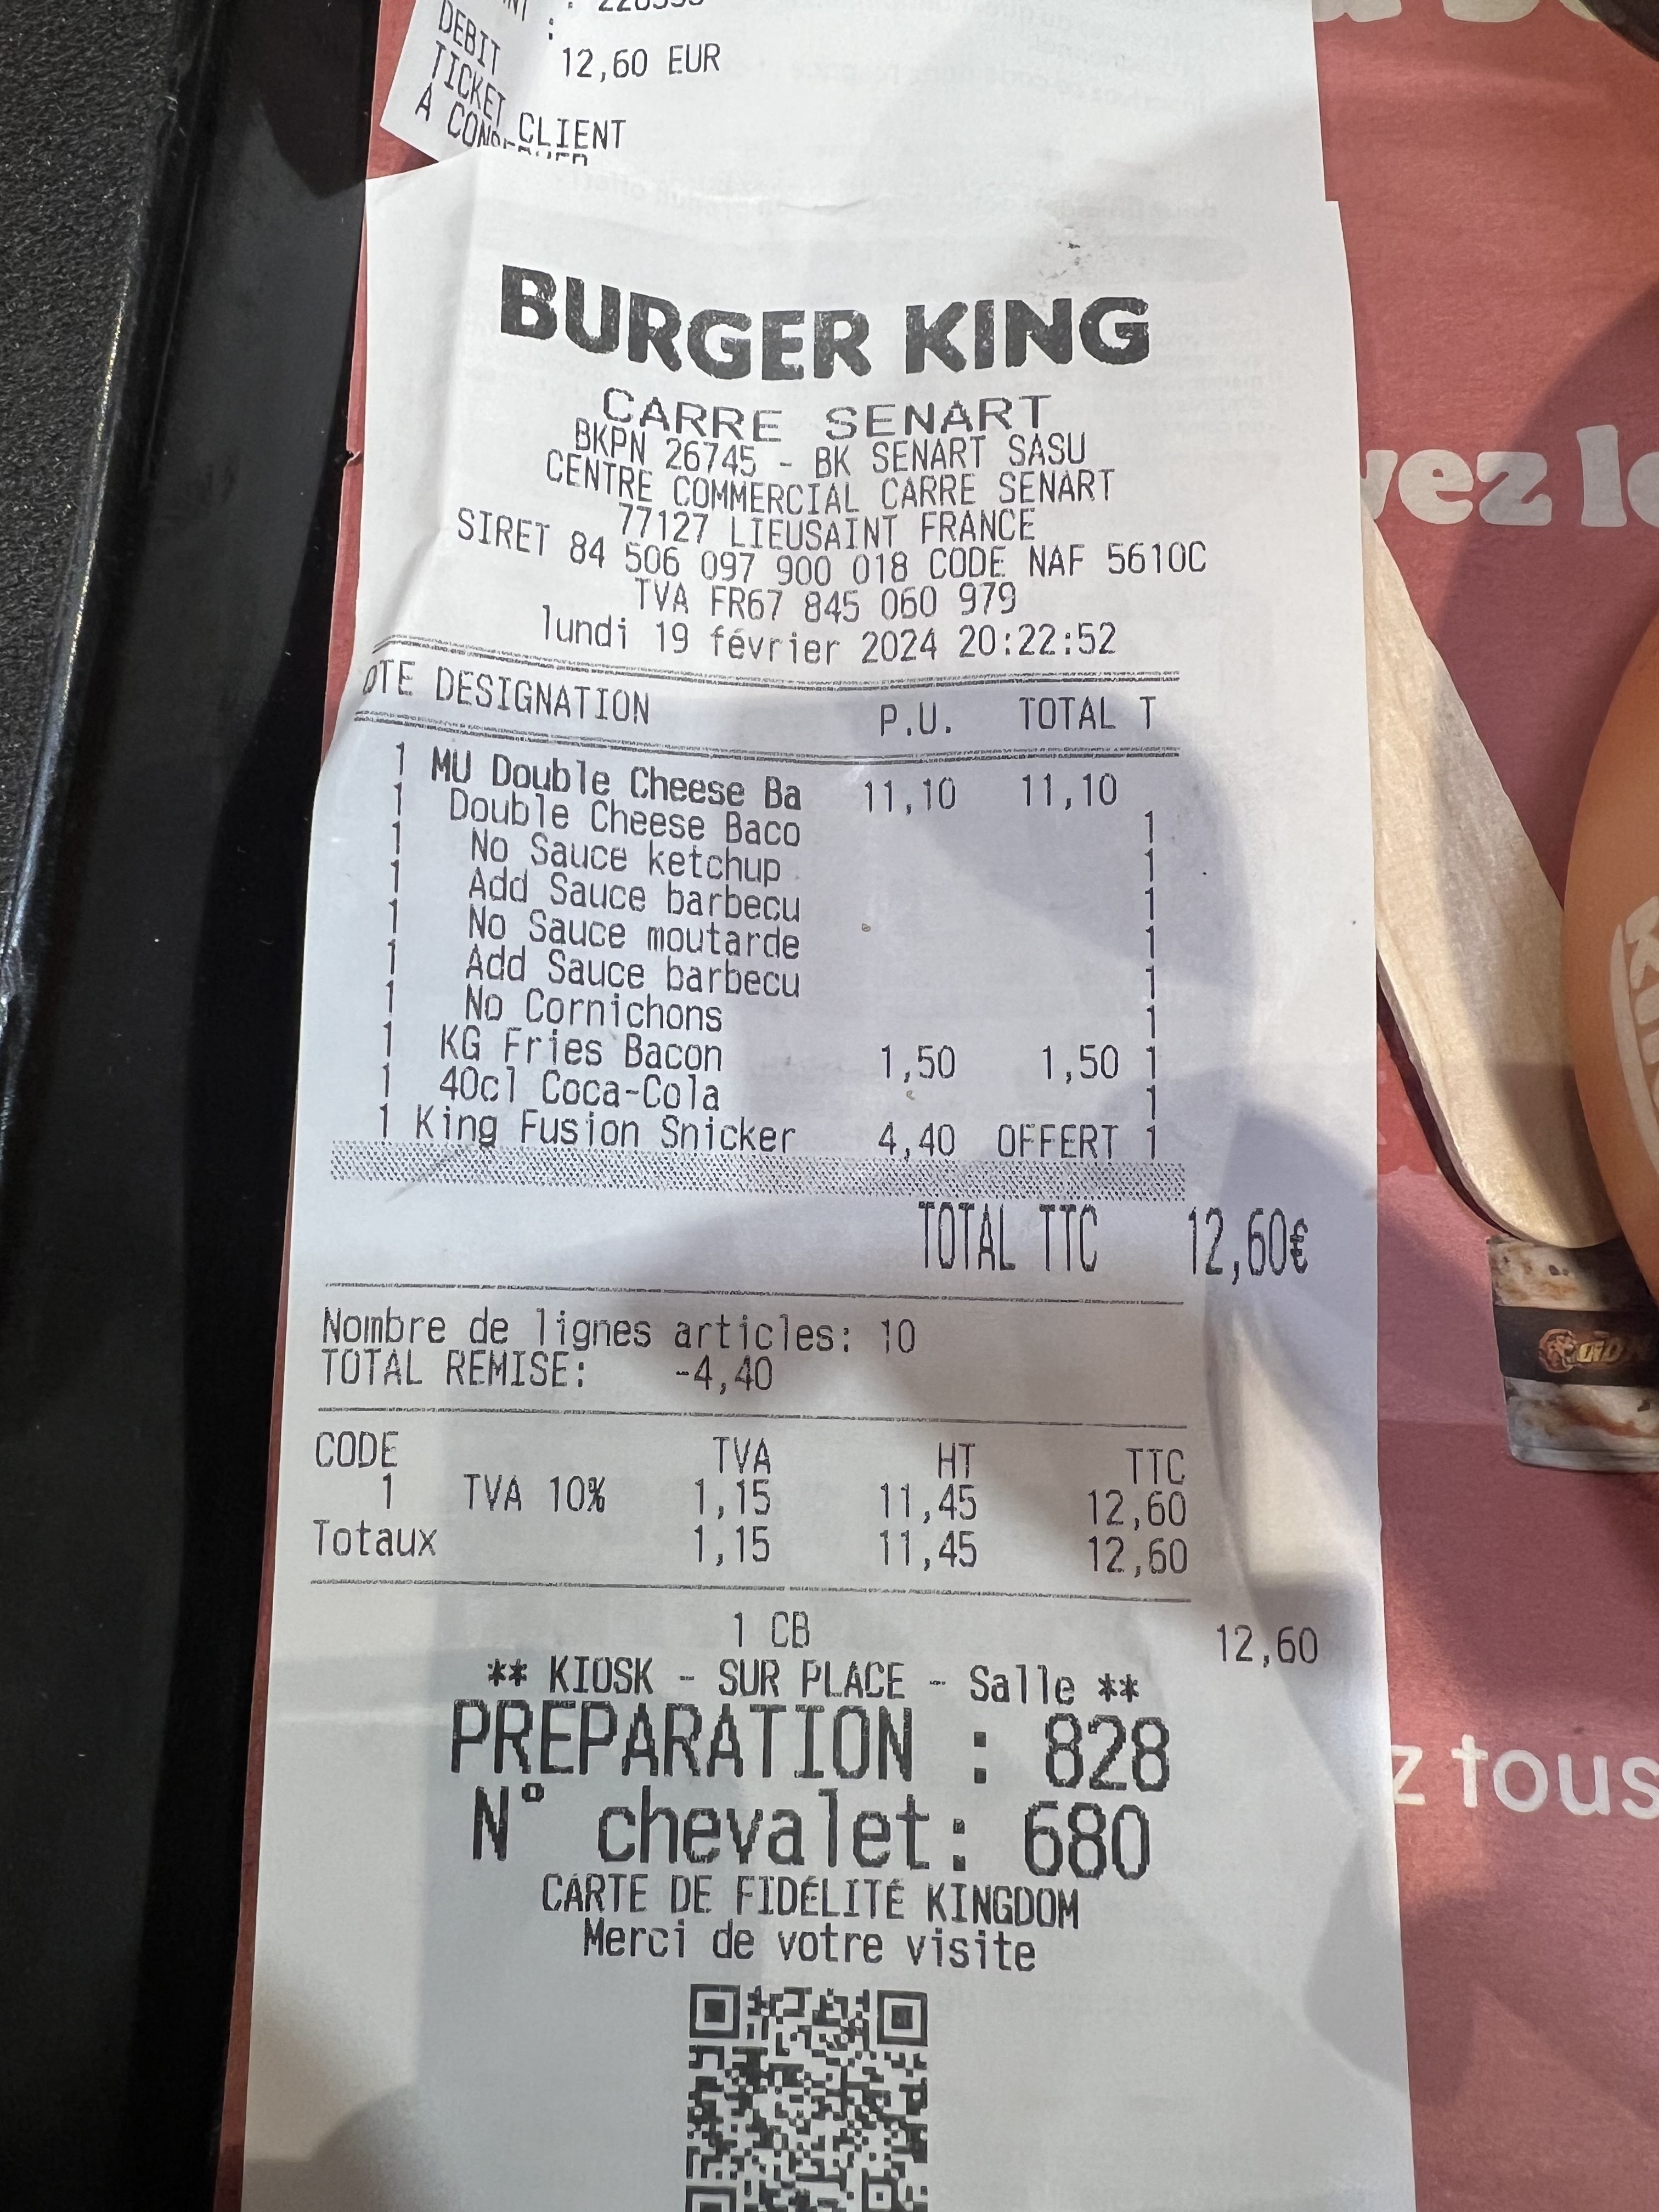 : 220
DEBIT :
12,60 EUR
TICKET CLIENT
A CONSERVER
BURGER KING
CARRE SENART
BKPN 26745 - BK SENART SASU
CENTRE COMMERCIAL CARRE SENART
77127 LIEUSAINT FRANCE
SIRET 84 506 097 900 018 CODE NAF 5610C
TVA FR67 845 060 979
lundi 19 février 2024 20:22:52
QTE DESIGNATION P.U. TOTAL T
1 MU Double Cheese Ba 11,10 11,10
1 Double Cheese Baco 1
1 No Sauce ketchup 1
1 Add Sauce barbecu 1
1 No Sauce moutarde 1
1 Add Sauce barbecu 1
1 No Cornichons 1
1 KG Fries Bacon 1,50 1,50 1
1 40cl Coca-Cola 1
1 King Fusion Snicker 4,40 OFFERT 1
TOTAL TTC 12,60€
Nombre de lignes articles: 10
TOTAL REMISE: -4,40
CODE TVA HT TTC
1 TVA 10% 1,15 11,45 12,60
Totaux 1,15 11,45 12,60
1 CB 12,60
** KIOSK - SUR PLACE - Salle **
PREPARATION : 828
N° chevalet: 680
CARTE DE FIDÉLITÉ KINGDOM
Merci de votre visite
vez le
z tous